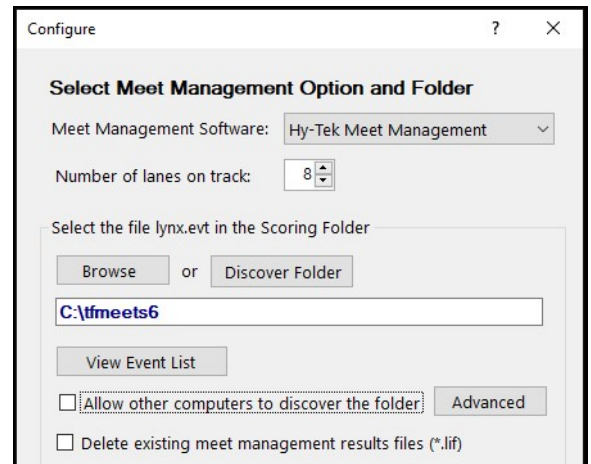 Configure ?
Select Meet Management Option and Folder
Meet Management Software: Hy-Tek Meet Management
Number of lanes on track: 8
Select the file lynx.evt in the Scoring Folder
Browse or Discover Folder
C:\tfmeets6
View Event List
Allow other computers to discover the folder Advanced
Delete existing meet management results files (*.lif)